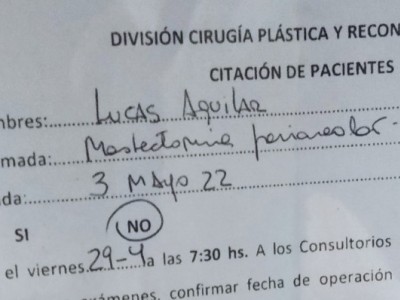 DIVISIÓN CIRUGÍA PLÁSTICA Y RECON
CITACIÓN DE PACIENTES
mbres: LUCAS AguilAR
mada: Mastectomia periareolar.
da: 3 MAYO 22
SI NO
el viernes 29-4 a las 7:30 hs. A los Consultorios
exámenes, confirmar fecha de operación